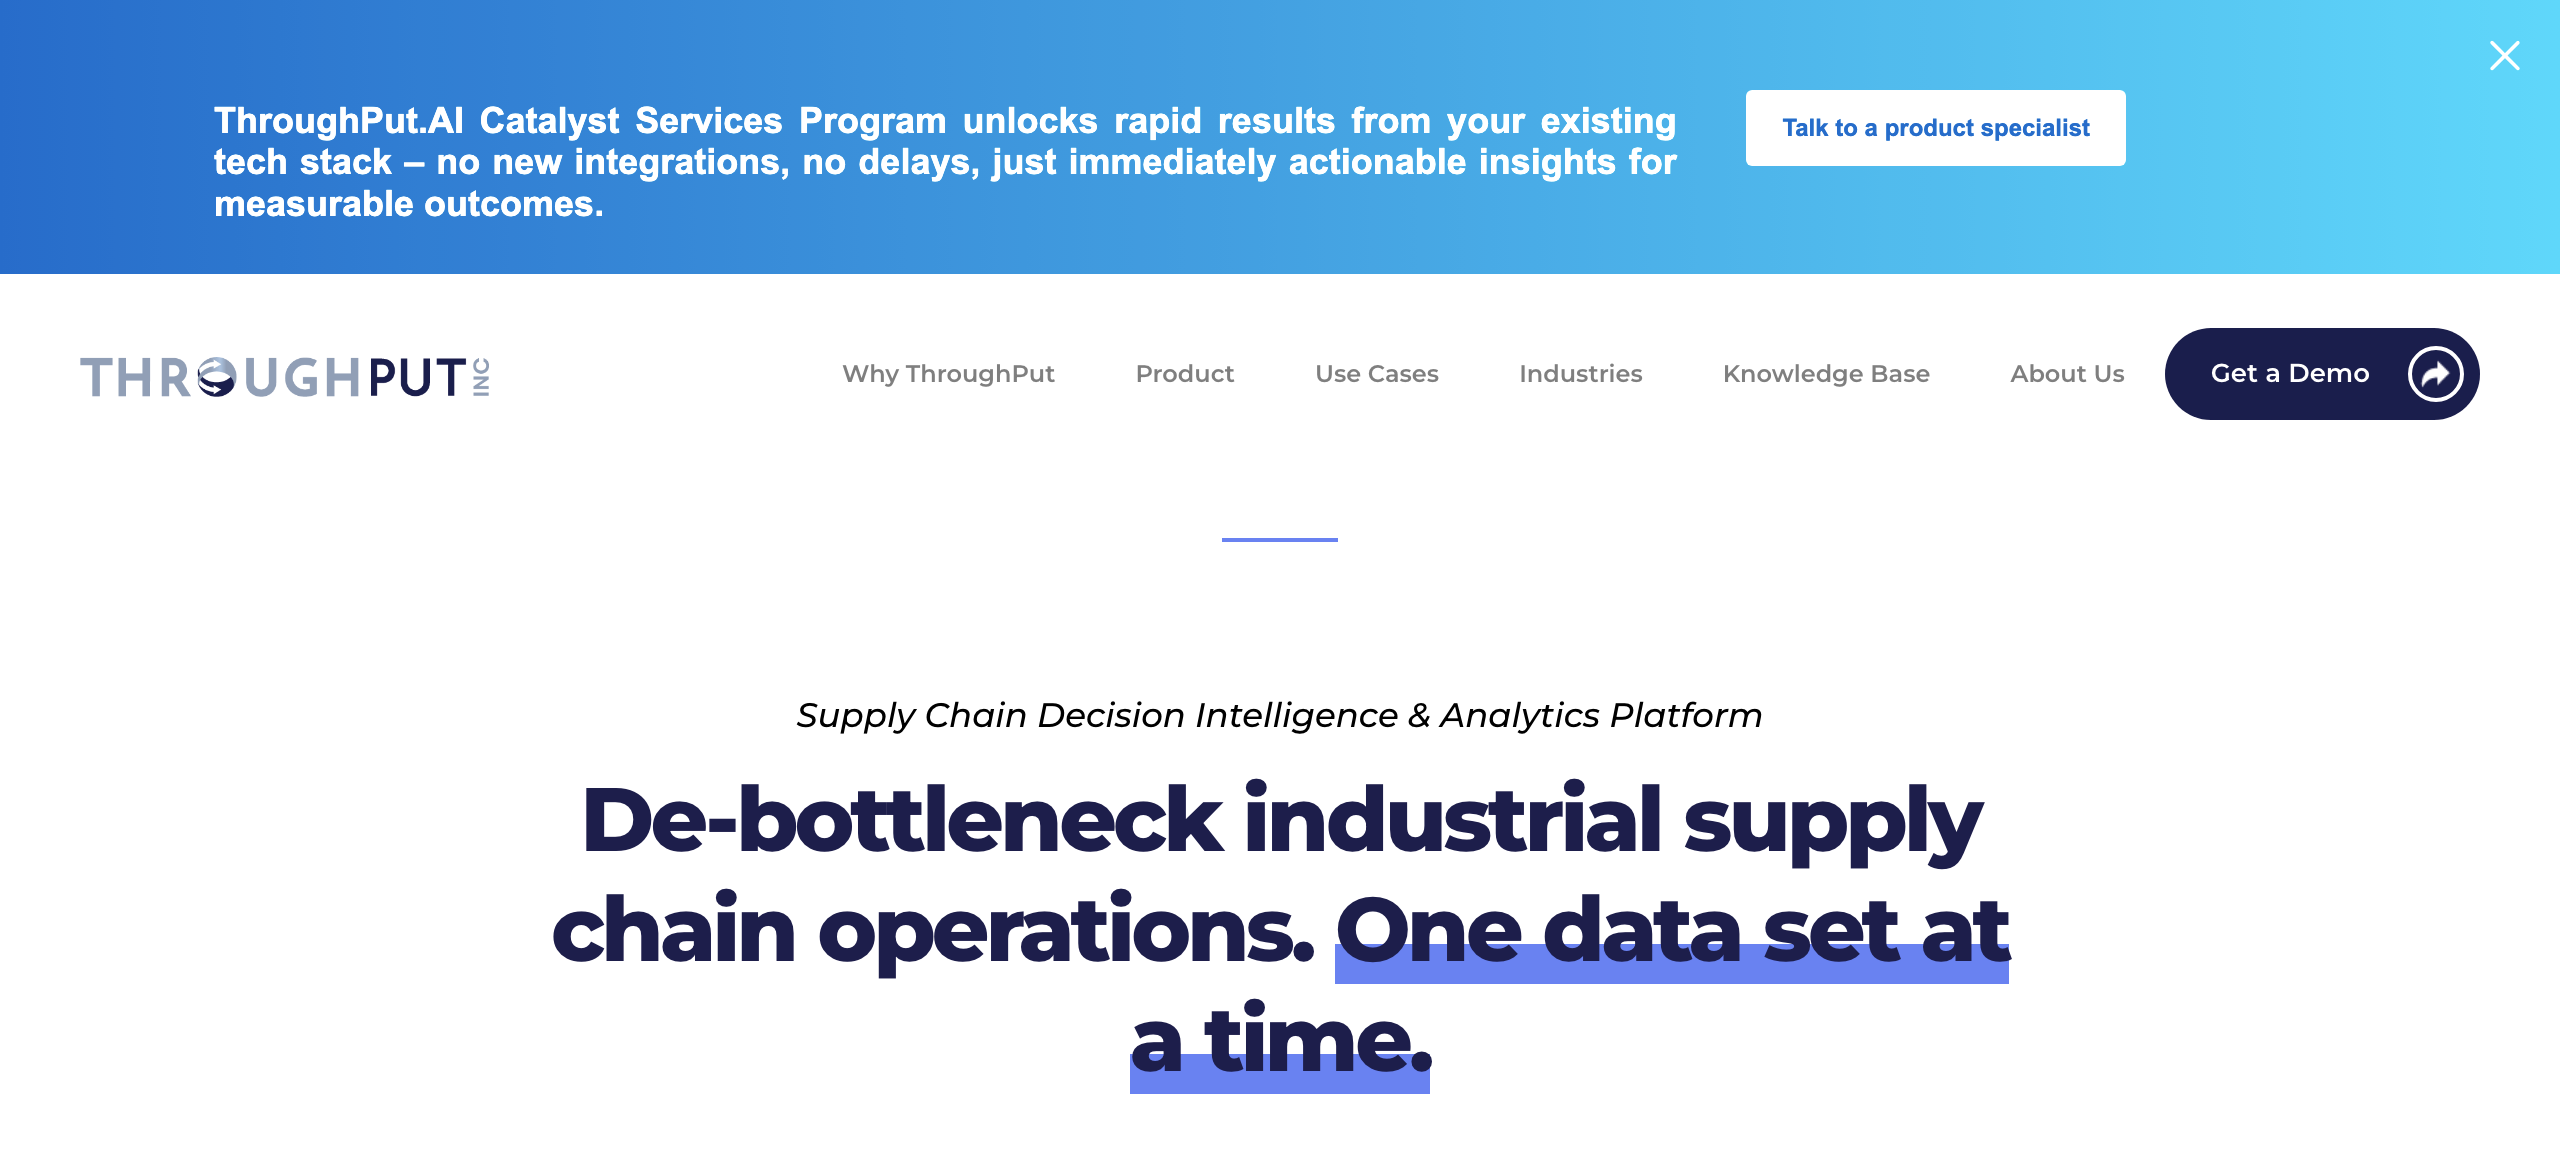 ThroughPut.AI Catalyst Services Program unlocks rapid results from your existing
tech stack – no new integrations, no delays, just immediately actionable insights for
measurable outcomes.
Talk to a product specialist
THROUGHPUT INC
Why ThroughPut
Product
Use Cases
Industries
Knowledge Base
About Us
Get a Demo
Supply Chain Decision Intelligence & Analytics Platform
De-bottleneck industrial supply
chain operations. One data set at
a time.